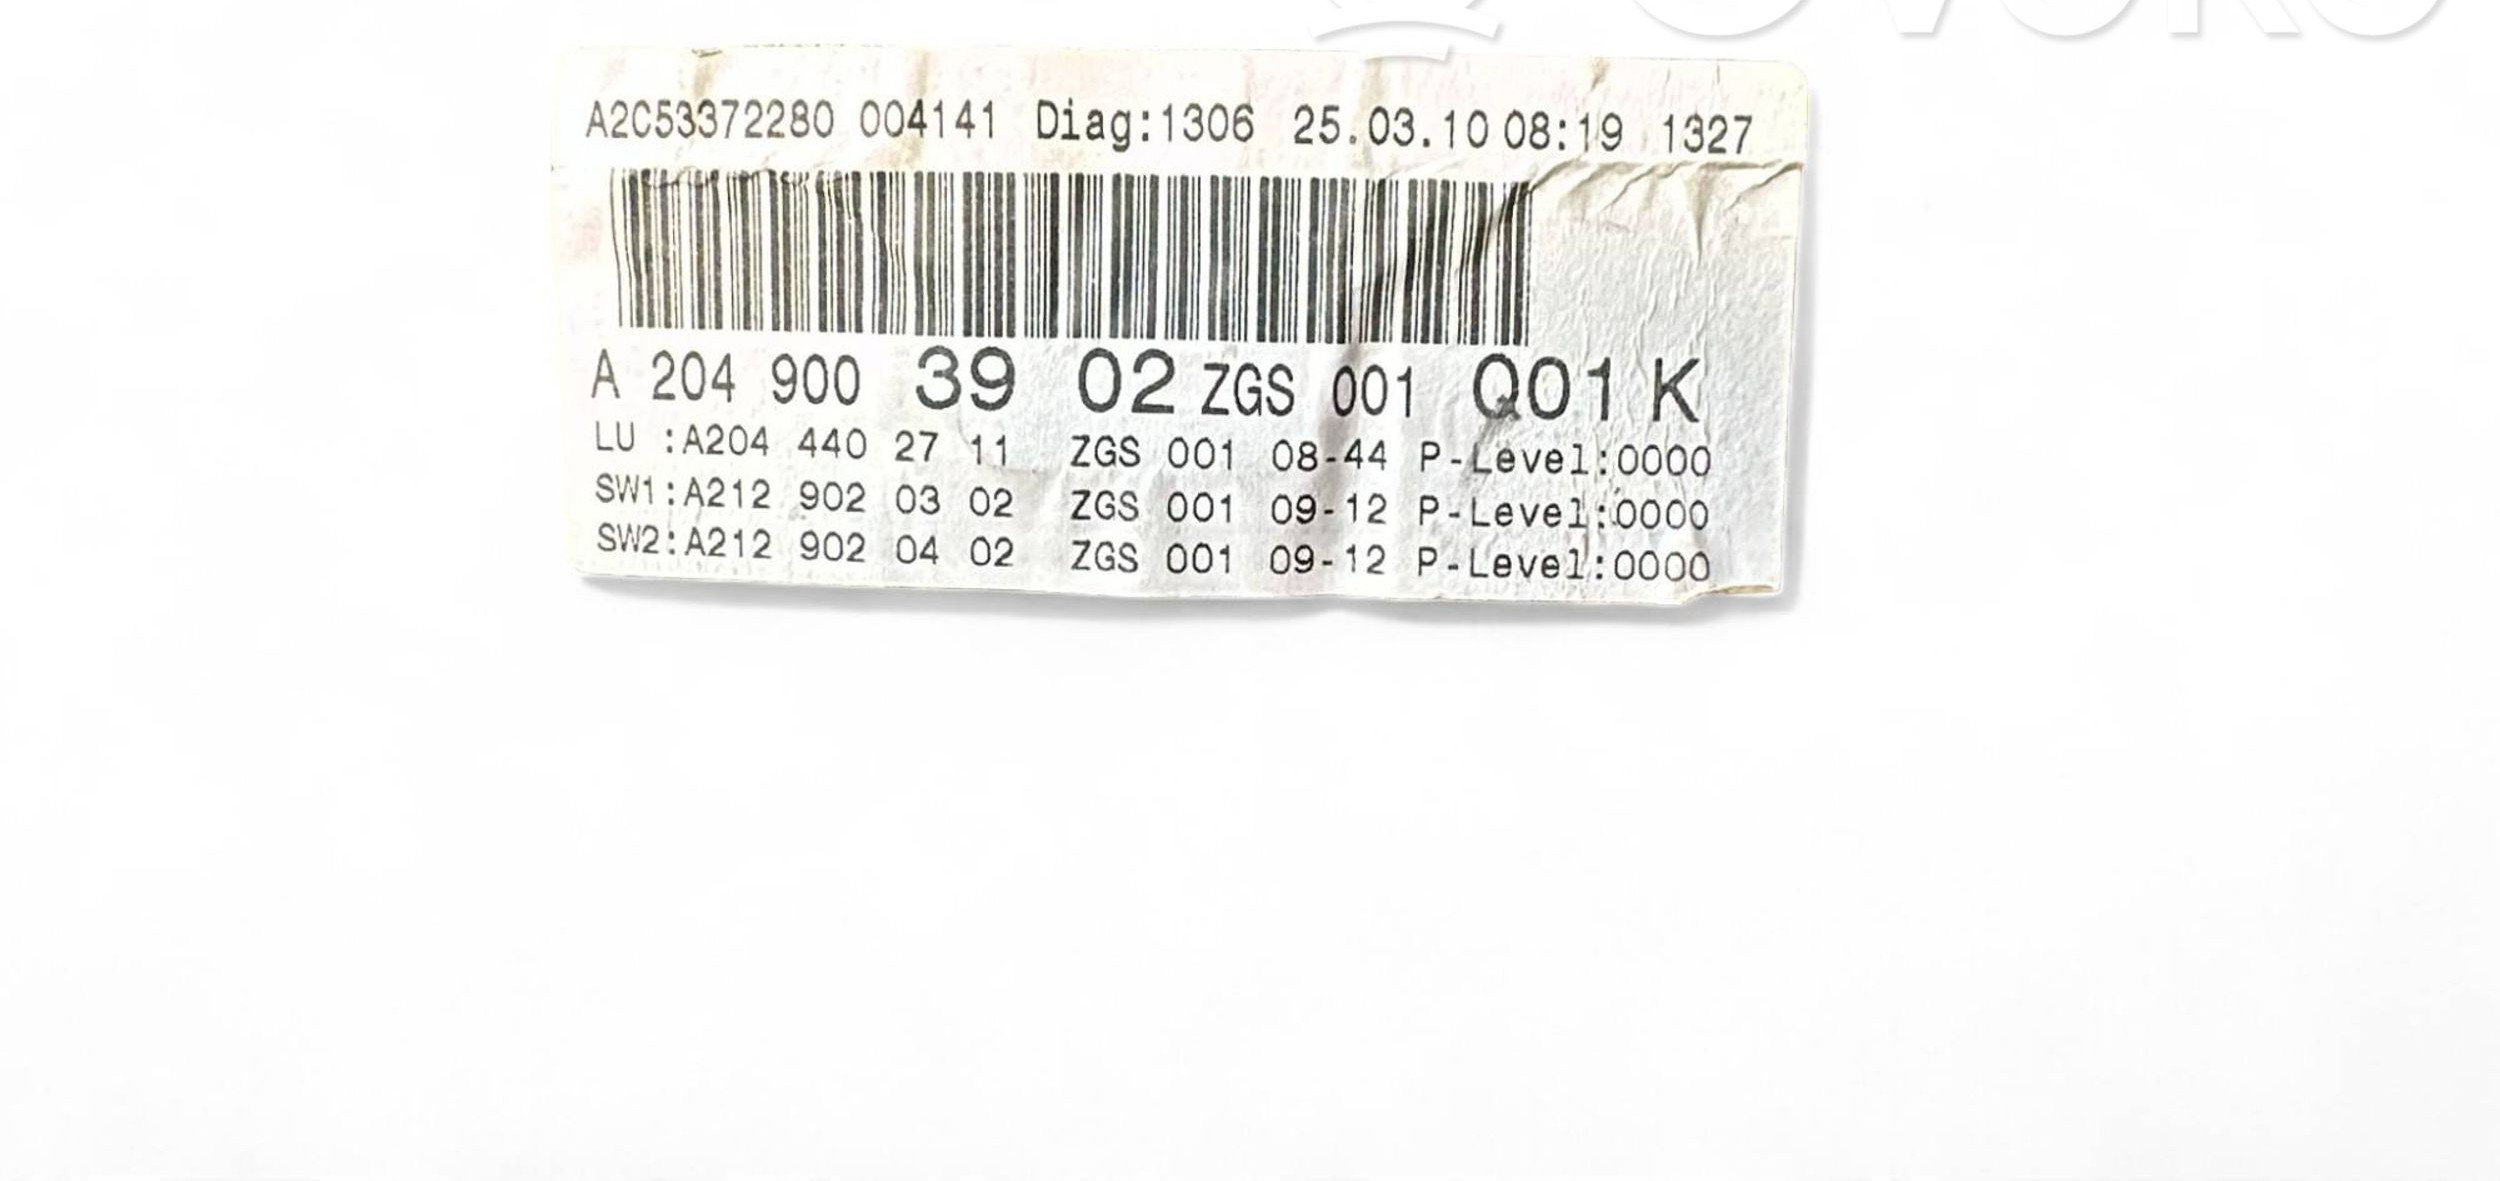 A2C53372280 004141 Diag:1306 25.03.10 08:19 1327
A 204 900 39 02 ZGS 001 Q01 K
LU :A204 440 27 11 ZGS 001 08-44 P-Level:0000
SW1:A212 902 03 02 ZGS 001 09-12 P-Level:0000
SW2:A212 902 04 02 ZGS 001 09-12 P-Level:0000